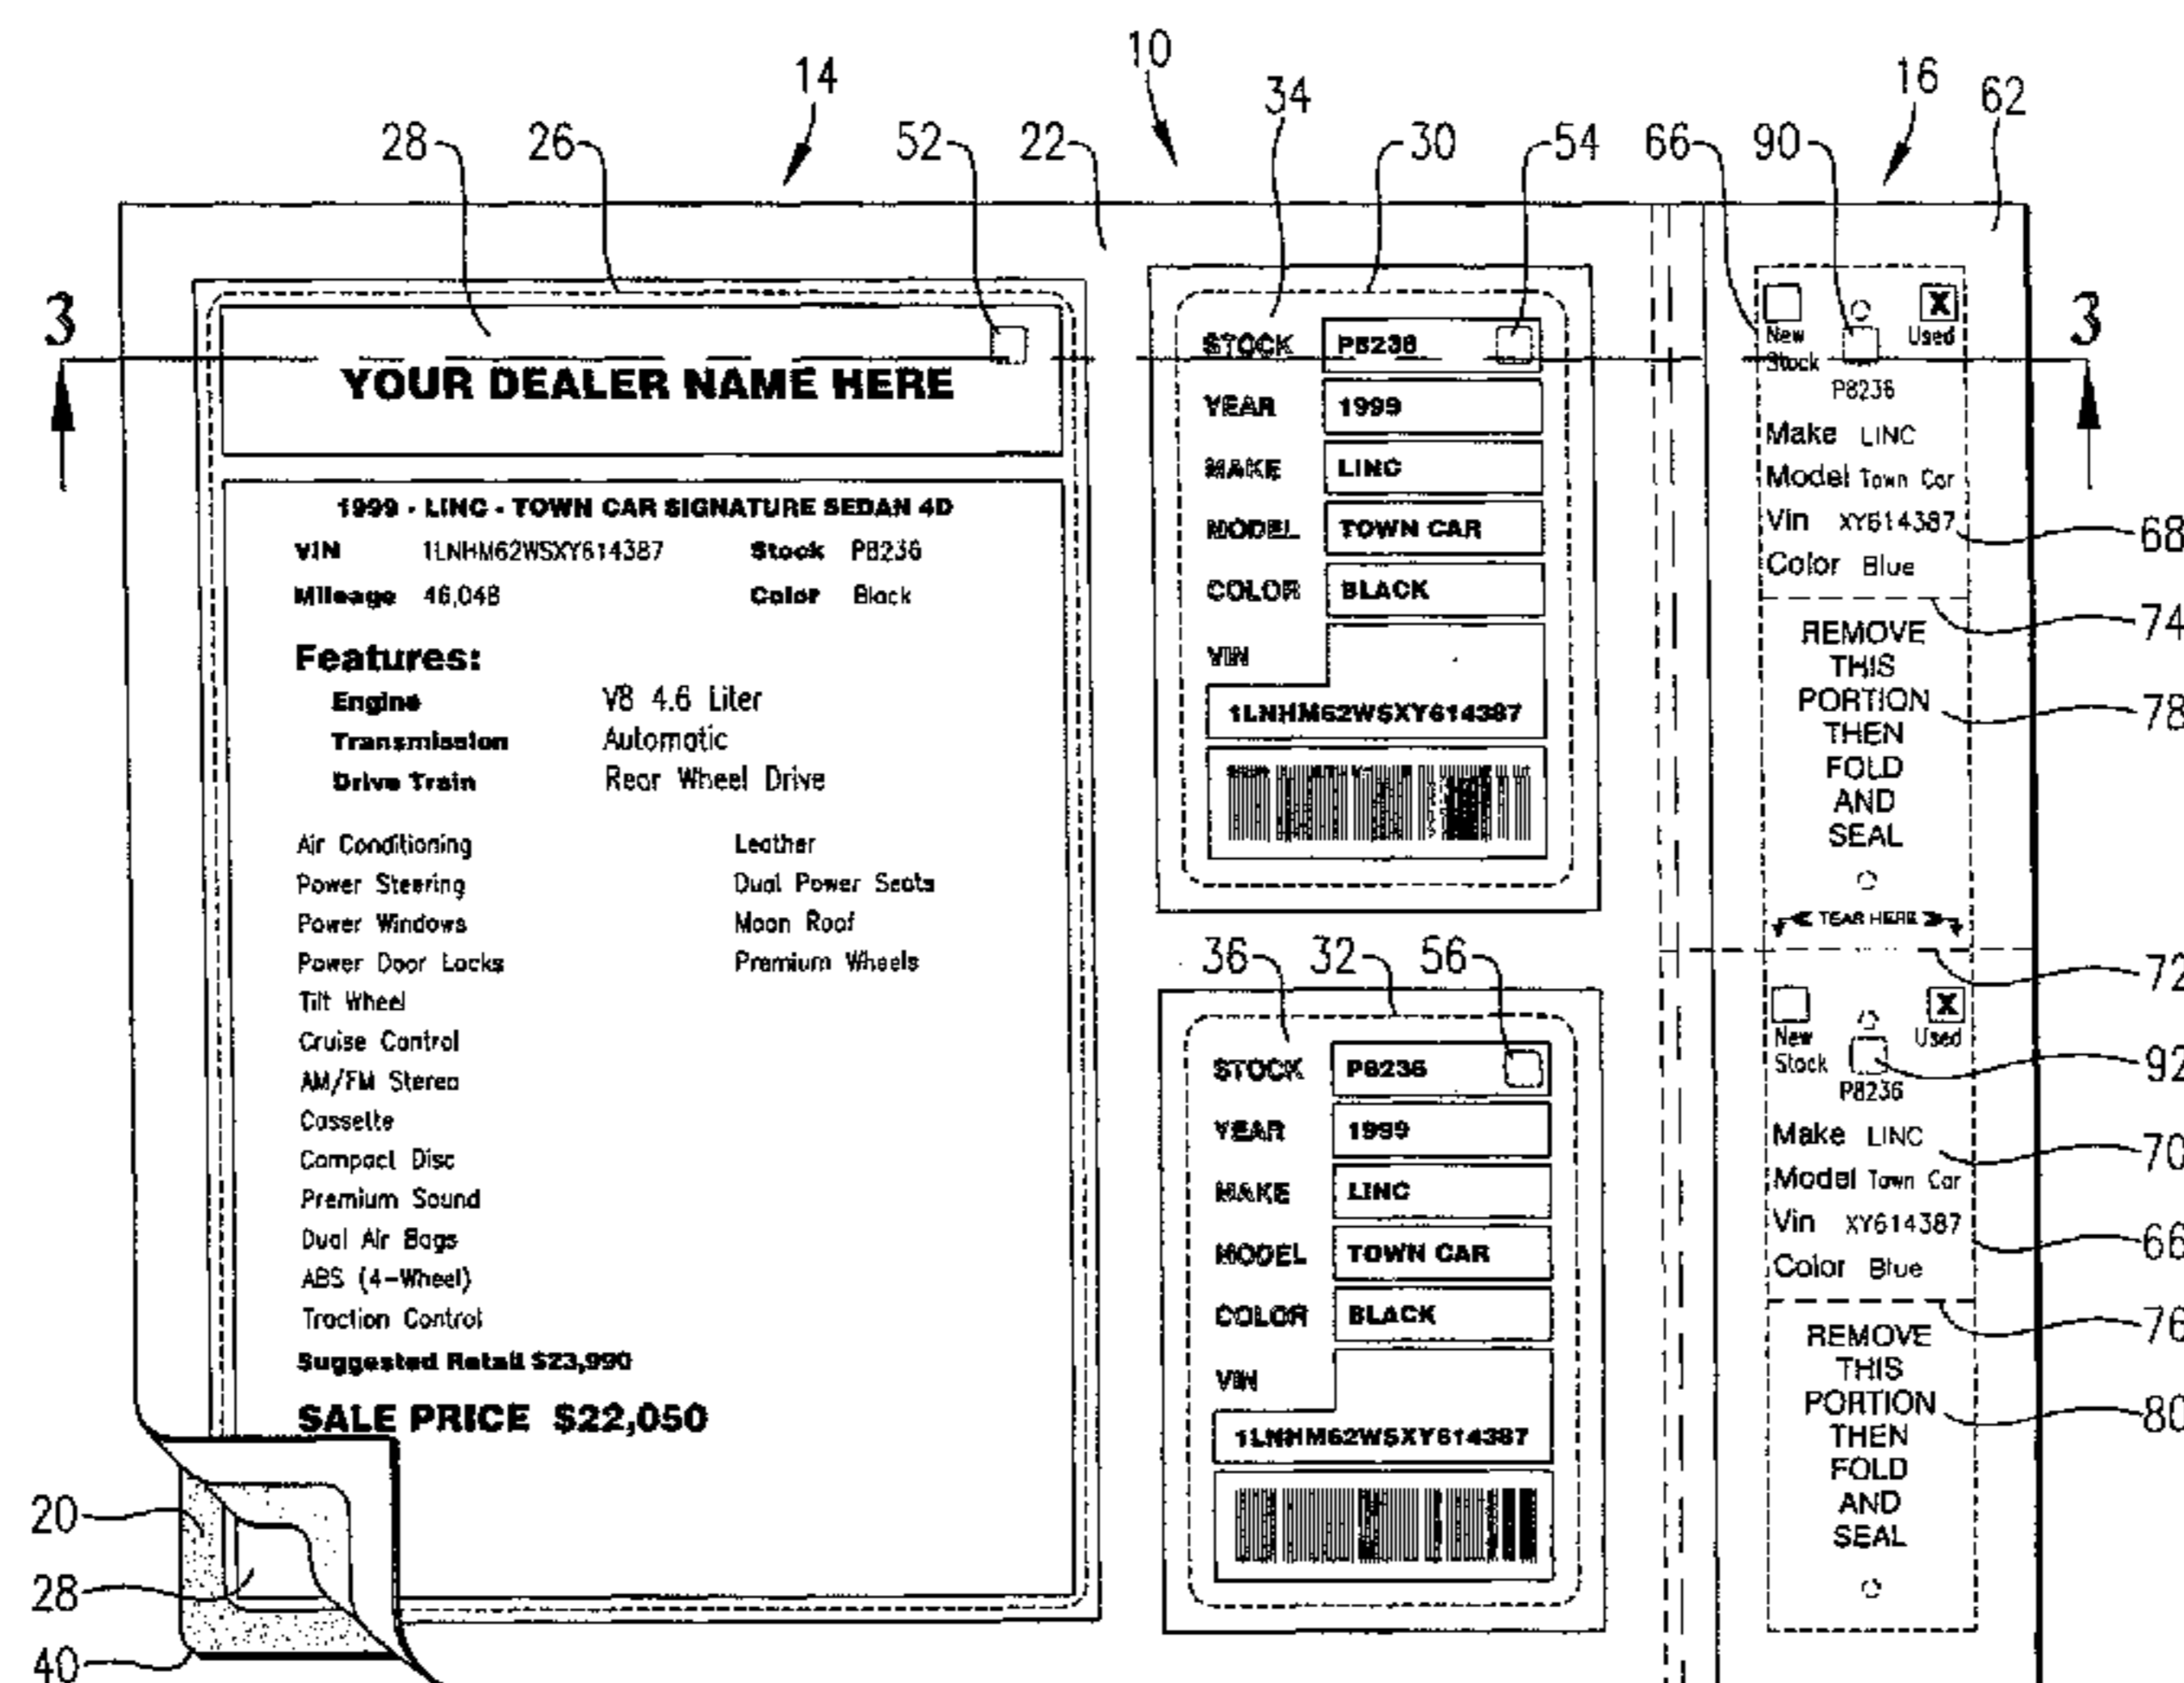 10
14
16
34
62
28
26
52
22
30
54
66
90
3
3
YOUR DEALER NAME HERE
1999 - LINC - TOWN CAR SIGNATURE SEDAN 4D
VIN 1LNHM62WSXY614387 Stock P8236
Mileage 46,048 Color Black
Features:
Engine V8 4.6 Liter
Transmission Automatic
Drive Train Rear Wheel Drive
Air Conditioning Leather
Power Steering Dual Power Seats
Power Windows Moon Roof
Power Door Locks Premium Wheels
Tilt Wheel
Cruise Control
AM/FM Stereo
Cassette
Compact Disc
Premium Sound
Dual Air Bags
ABS (4-Wheel)
Traction Control
Suggested Retail $23,990
SALE PRICE $22,050
20
28
40
STOCK P8236
YEAR 1999
MAKE LINC
MODEL TOWN CAR
COLOR BLACK
VIN
1LNHM62WSXY614387
36
32
56
STOCK P8236
YEAR 1999
MAKE LINC
MODEL TOWN CAR
COLOR BLACK
VIN
1LNHM62WSXY614387
X
New Used
Stock
P8236
Make LINC
Model Town Car
Vin XY614387
Color Blue
68
74
REMOVE
THIS
PORTION
THEN
FOLD
AND
SEAL
78
TEAR HERE
72
X
New Used
Stock
P8236
92
Make LINC
70
Model Town Car
Vin XY614387
66
Color Blue
76
REMOVE
THIS
PORTION
THEN
FOLD
AND
SEAL
80